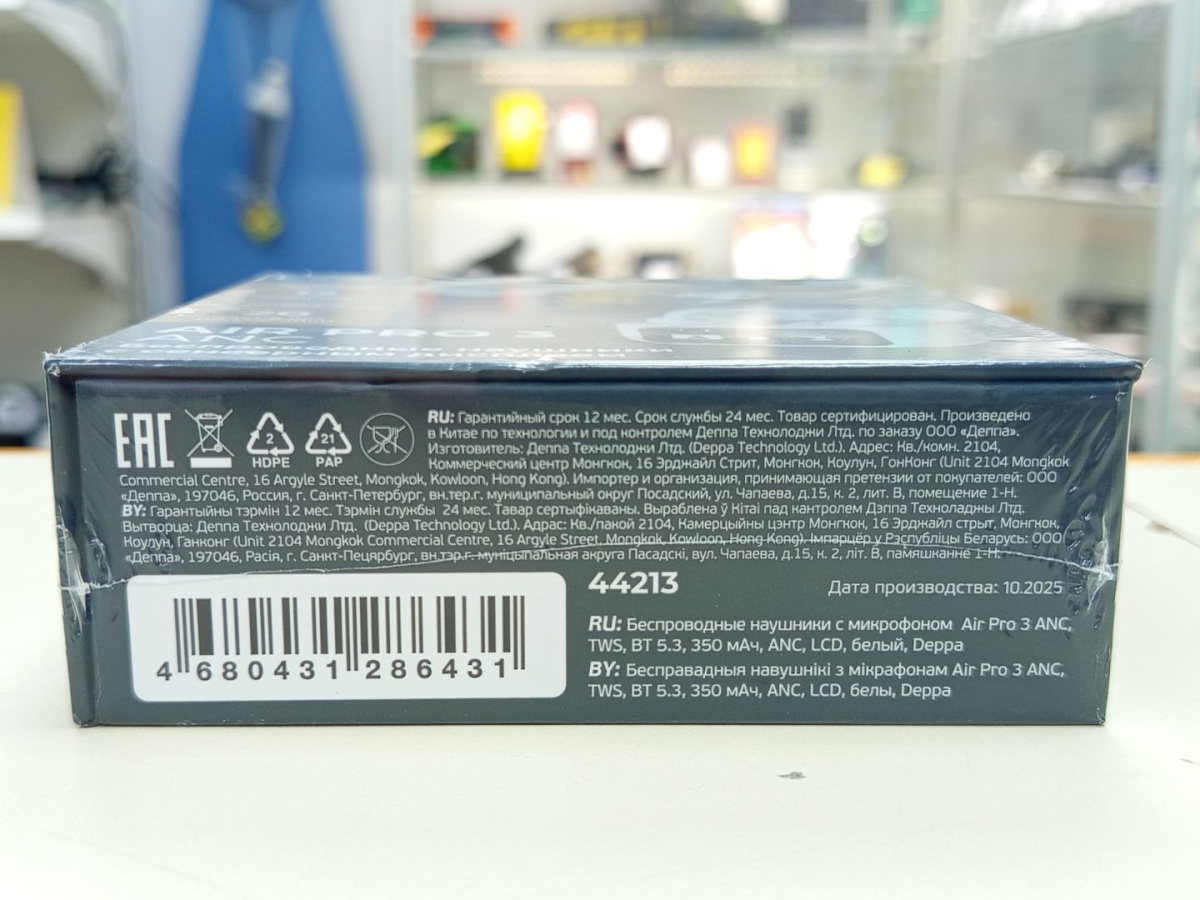 AIR PRO 3
ANC
EAC
2
HDPE
21
PAP
RU: Гарантийный срок 12 мес. Срок службы 24 мес. Товар сертифицирован. Произведено
в Китае по технологии и под контролем Деппа Технолоджи Лтд. по заказу ООО «Деппа».
Изготовитель: Деппа Технолоджи Лтд. (Deppa Technology Ltd.). Адрес: Кв./комн. 2104,
Коммерческий центр Монгкок, 16 Эрджайл Стрит, Монгкок, Коулун, ГонКонг (Unit 2104 Mongkok
Commercial Centre, 16 Argyle Street, Mongkok, Kowloon, Hong Kong). Импортер и организация, принимающая претензии от покупателей: ООО
«Деппа», 197046, Россия, г. Санкт-Петербург, вн.тер.г. муниципальный округ Посадский, ул. Чапаева, д.15, к. 2, лит. В, помещение 1-Н.
BY: Гарантыйны тэрмін 12 мес. Тэрмін службы 24 мес. Тавар сертыфікаваны. Выраблена ў Кітаі пад кантролем Дэппа Техналаджы Лтд.
Вытворца: Деппа Технолоджи Лтд. (Deppa Technology Ltd.). Адрас: Кв./пакой 2104, Камерцыйны цэнтр Монгкок, 16 Эрджайл стрыт, Монгкок,
Коулун, Ганконг (Unit 2104 Mongkok Commercial Centre, 16 Argyle Street, Mongkok, Kowloon, Hong Kong). Імпарцёр у Рэспубліцы Беларусь: ООО
«Деппа», 197046, Расія, г. Санкт-Пецярбург, вн.тэр.г. муніцыпальная акруга Пасадскі, вул. Чапаева, д.15, к. 2, літ. В, памяшканне 1-Н.
4 680431 286431
44213
Дата производства: 10.2025
RU: Беспроводные наушники с микрофоном Air Pro 3 ANC,
TWS, BT 5.3, 350 мАч, ANC, LCD, белый, Deppa
BY: Бесправадныя навушнікі з мікрафонам Air Pro 3 ANC,
TWS, BT 5.3, 350 мАч, ANC, LCD, белы, Deppa